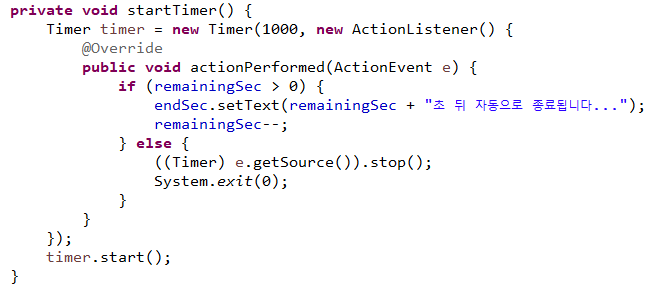 private void startTimer() {
    Timer timer = new Timer(1000, new ActionListener() {
        @Override
        public void actionPerformed(ActionEvent e) {
            if (remainingSec > 0) {
                endSec.setText(remainingSec + "초 뒤 자동으로 종료됩니다...");
                remainingSec--;
            } else {
                ((Timer) e.getSource()).stop();
                System.exit(0);
            }
        }
    });
    timer.start();
}